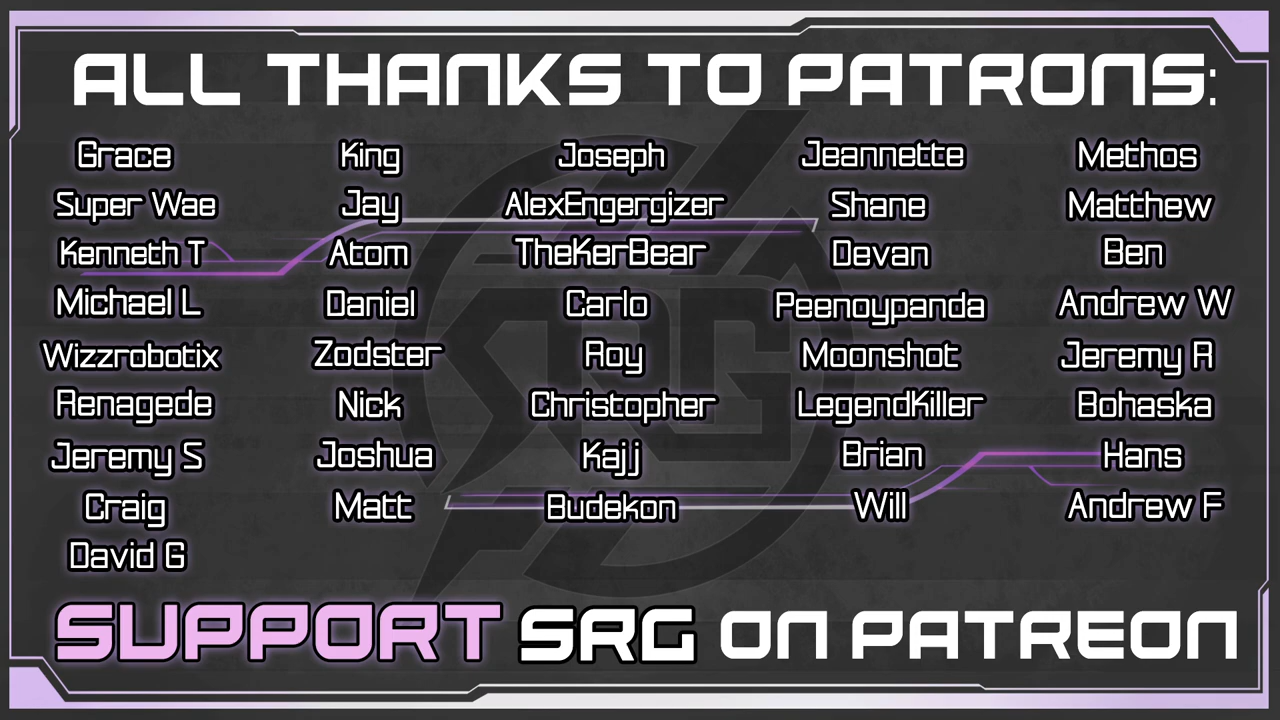 ALL THANKS TO PATRONS:
Grace King Joseph Jeannette Methos
Super Wae Jay AlexEngergizer Shane Matthew
Kenneth T Atom TheKerBear Devan Ben
Michael L Daniel Carlo Peenoypanda Andrew W
Wizzrobotix Zodster Roy Moonshot Jeremy R
Renagede Nick Christopher LegendKiller Bohaska
Jeremy S Joshua Kajj Brian Hans
Craig Matt Budekon Will Andrew F
David G
SUPPORT SRG ON PATREON